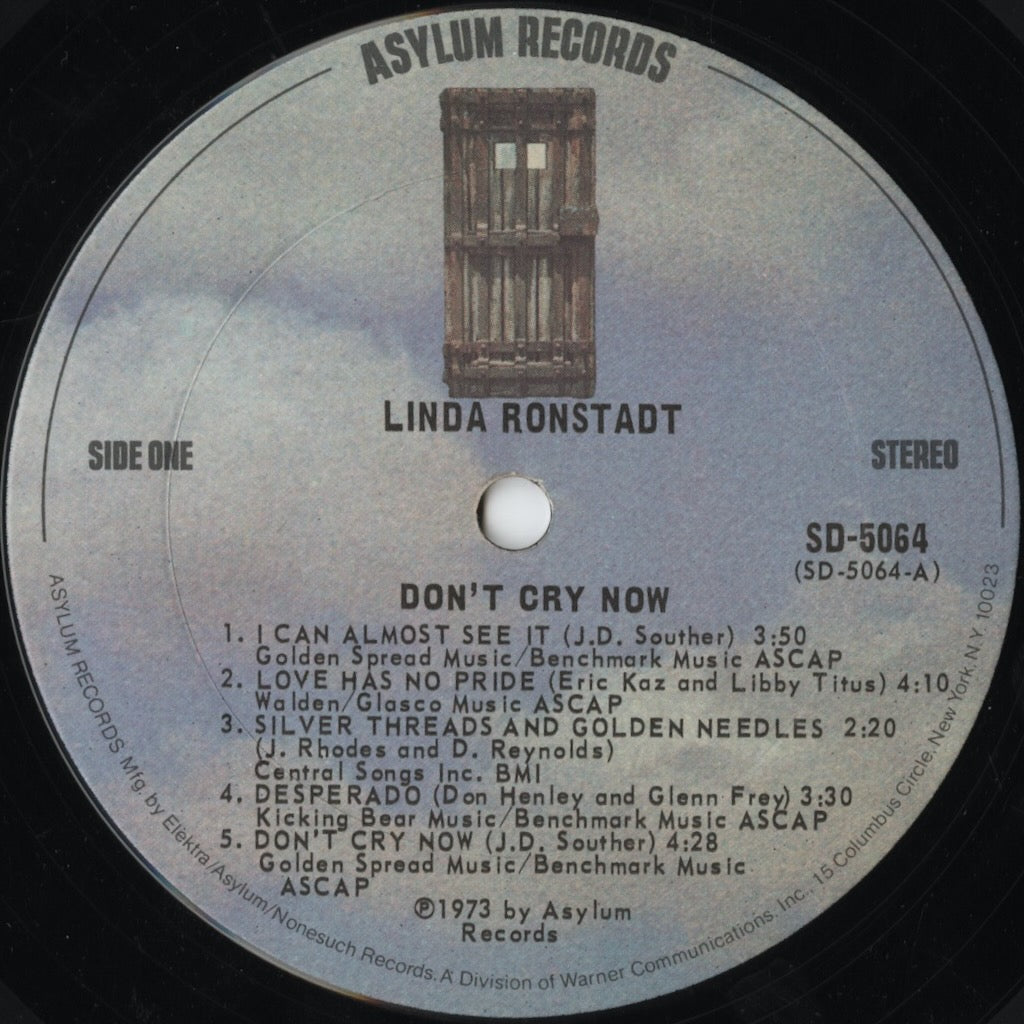 ASYLUM RECORDS
LINDA RONSTADT
SIDE ONE
STEREO
SD-5064
(SD-5064-A)
DON'T CRY NOW
1. I CAN ALMOST SEE IT (J.D. Souther) 3:50
Golden Spread Music/Benchmark Music ASCAP
2. LOVE HAS NO PRIDE (Eric Kaz and Libby Titus) 4:10
Walden/Glasco Music ASCAP
3. SILVER THREADS AND GOLDEN NEEDLES 2:20
(J. Rhodes and D. Reynolds)
Central Songs Inc. BMI
4. DESPERADO (Don Henley and Glenn Frey) 3:30
Kicking Bear Music/Benchmark Music ASCAP
5. DON'T CRY NOW (J.D. Souther) 4:28
Golden Spread Music/Benchmark Music
ASCAP
℗1973 by Asylum
Records
ASYLUM RECORDS Mfg. by Elektra/Asylum/Nonesuch Records. A Division of Warner Communications. Inc., 15 Columbus Circle. New York. N.Y. 10023